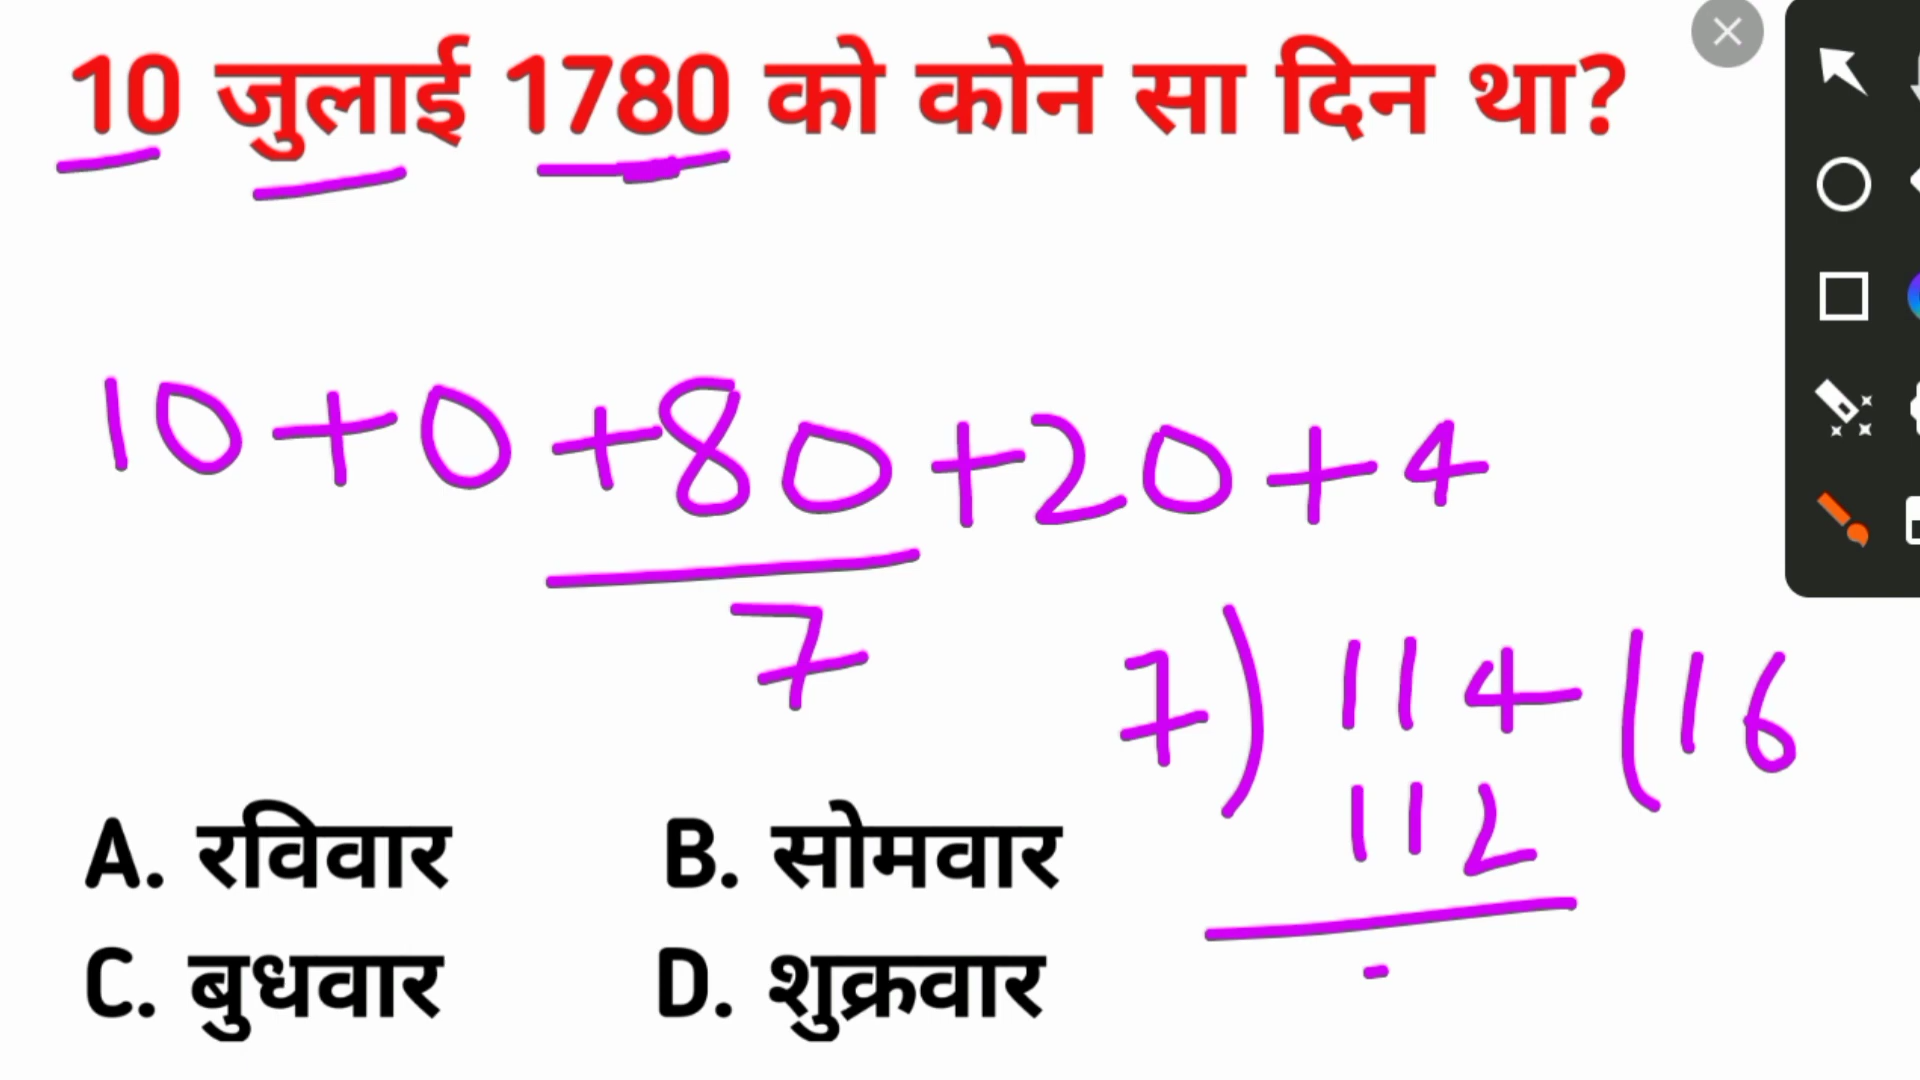 10 जुलाई 1780 को कोन सा दिन था?
10+0+80+20+4
7
7)114(16
112
A. रविवार B. सोमवार
C. बुधवार D. शुक्रवार